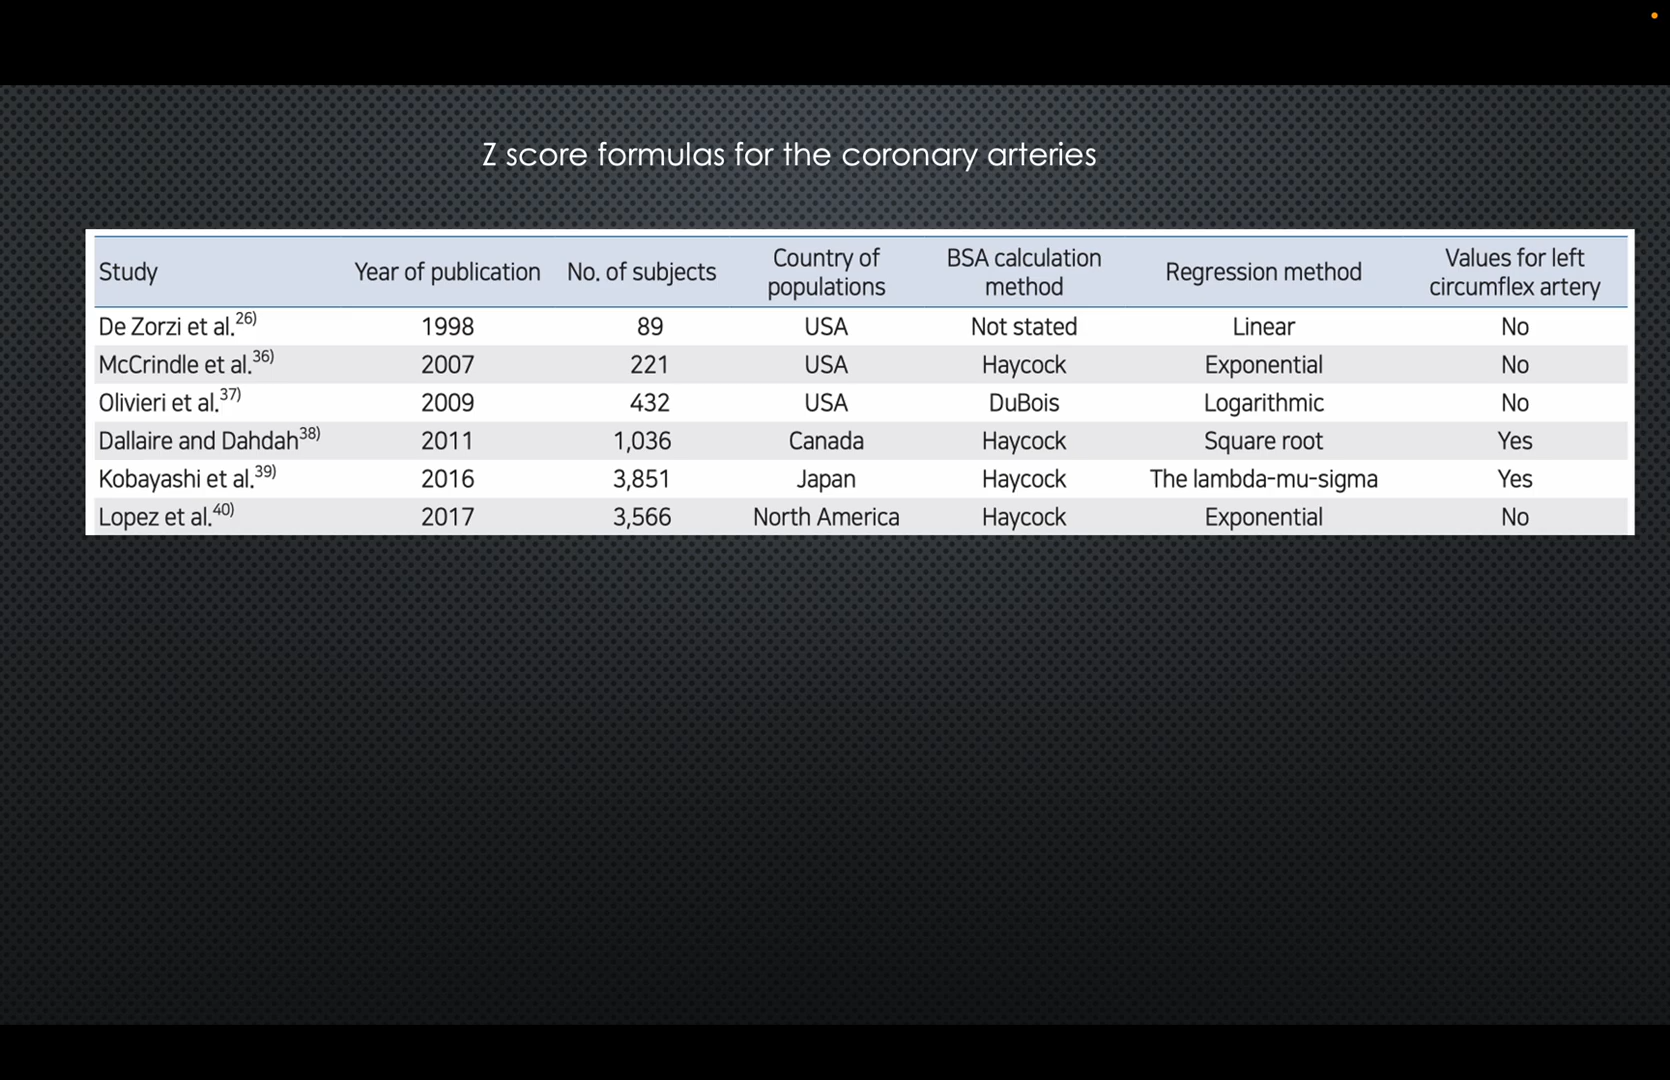 Z score formulas for the coronary arteries
Study Year of publication No. of subjects Country of populations BSA calculation method Regression method Values for left circumflex artery
De Zorzi et al.26) 1998 89 USA Not stated Linear No
McCrindle et al.36) 2007 221 USA Haycock Exponential No
Olivieri et al.37) 2009 432 USA DuBois Logarithmic No
Dallaire and Dahdah38) 2011 1,036 Canada Haycock Square root Yes
Kobayashi et al.39) 2016 3,851 Japan Haycock The lambda-mu-sigma Yes
Lopez et al.40) 2017 3,566 North America Haycock Exponential No